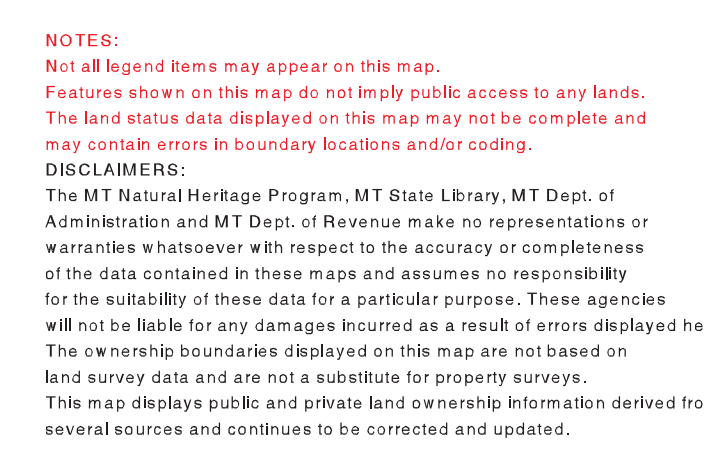 NOTES:
Not all legend items may appear on this map.
Features shown on this map do not imply public access to any lands.
The land status data displayed on this map may not be complete and
may contain errors in boundary locations and/or coding.
DISCLAIMERS:
The MT Natural Heritage Program, MT State Library, MT Dept. of
Administration and MT Dept. of Revenue make no representations or
warranties whatsoever with respect to the accuracy or completeness
of the data contained in these maps and assumes no responsibility
for the suitability of these data for a particular purpose. These agencies
will not be liable for any damages incurred as a result of errors displayed he
The ownership boundaries displayed on this map are not based on
land survey data and are not a substitute for property surveys.
This map displays public and private land ownership information derived fro
several sources and continues to be corrected and updated.